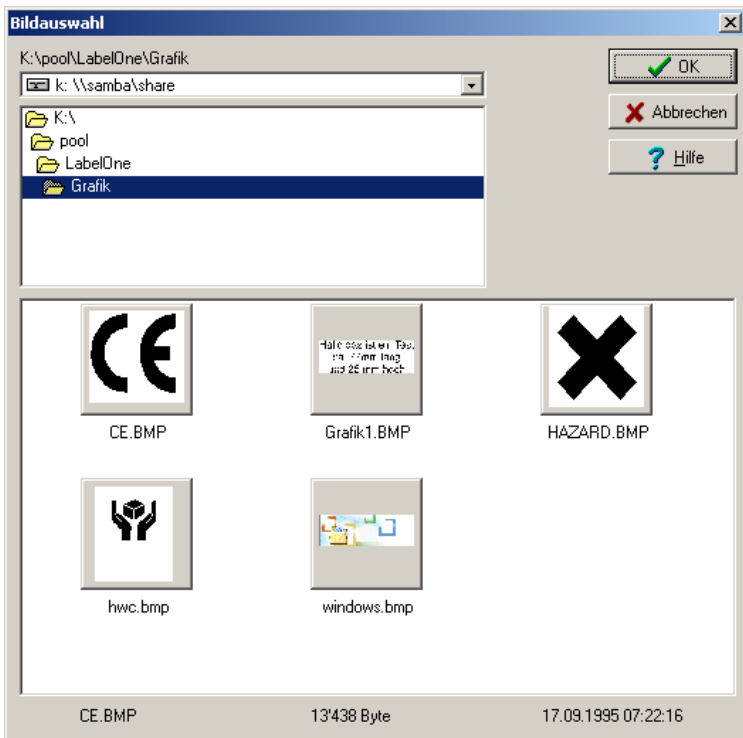 Bildauswahl
K:\pool\LabelOne\Grafik
k: \\samba\share
K:\
pool
LabelOne
Grafik
OK
Abbrechen
Hilfe
CE
CE.BMP
Grafik1.BMP
HAZARD.BMP
hwc.bmp
windows.bmp
CE.BMP 13'438 Byte 17.09.1995 07:22:16